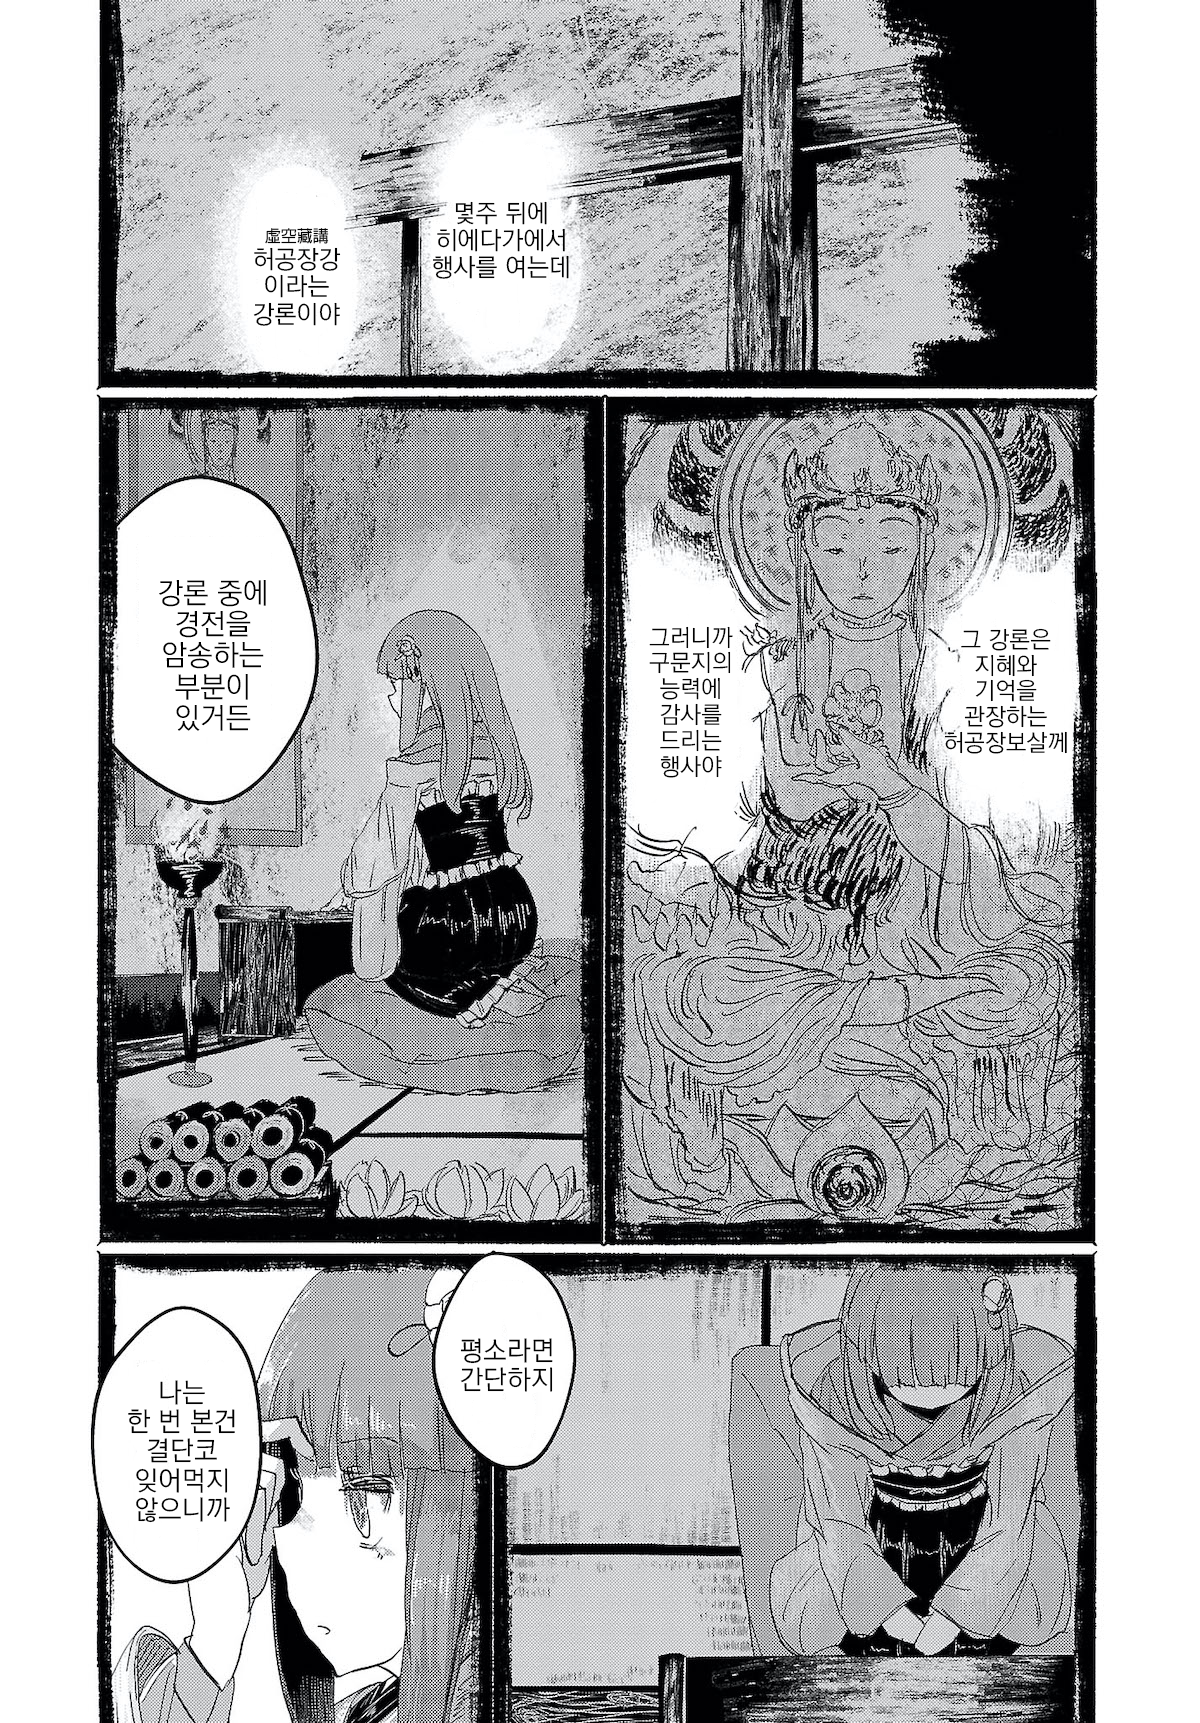 몇주 뒤에
히에다가에서
행사를 여는데
虛空藏講
허공장강
이라는
강론이야
그 강론은
지혜와
기억을
관장하는
허공장보살께
그러니까
구문지의
능력에
감사를
드리는
행사야
강론 중에
경전을
암송하는
부분이
있거든
평소라면
간단하지
나는
한 번 본건
결단코
잊어먹지
않으니까